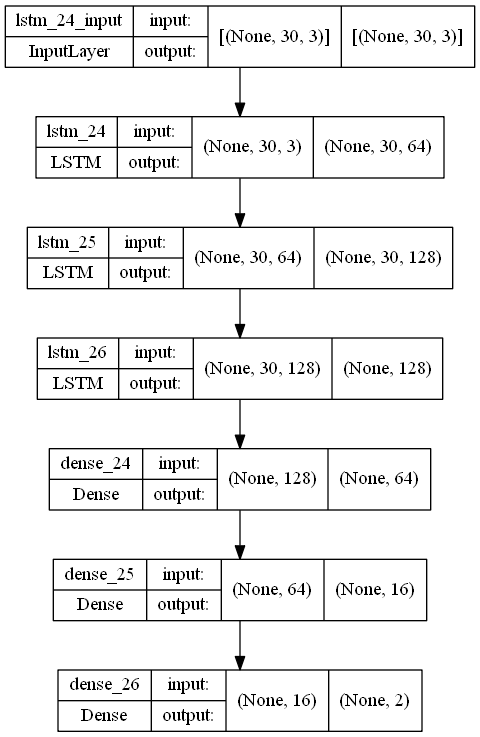 lstm_24_input input: [(None, 30, 3)] [(None, 30, 3)]
InputLayer output:
lstm_24 input: (None, 30, 3) (None, 30, 64)
LSTM output:
lstm_25 input: (None, 30, 64) (None, 30, 128)
LSTM output:
lstm_26 input: (None, 30, 128) (None, 128)
LSTM output:
dense_24 input: (None, 128) (None, 64)
Dense output:
dense_25 input: (None, 64) (None, 16)
Dense output:
dense_26 input: (None, 16) (None, 2)
Dense output: